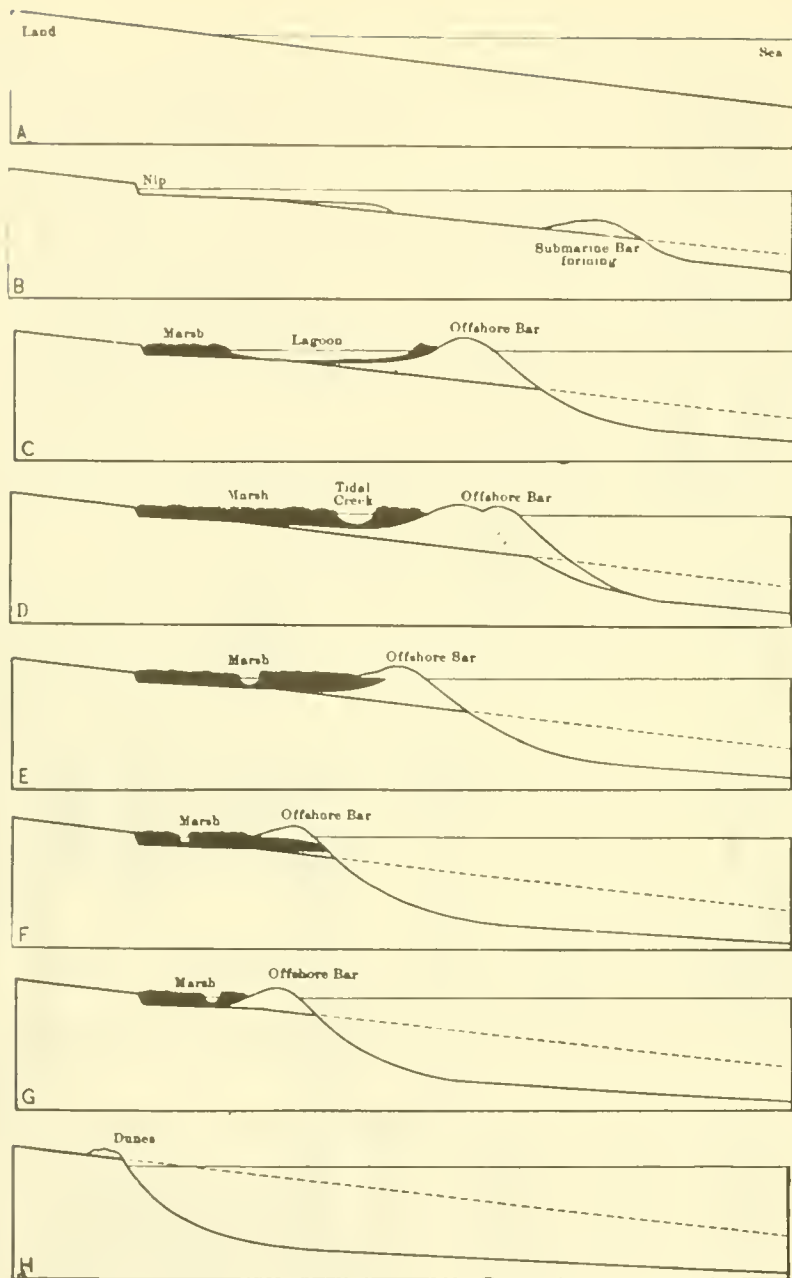 Land
Sea
A
Nip
Submarine Bar
forming
B
Marsh
Lagoon
Offshore Bar
C
Marsh
Tidal
Creek
Offshore Bar
D
Marsh
Offshore Bar
E
Marsh
Offshore Bar
F
Marsh
Offshore Bar
G
Dunes
H